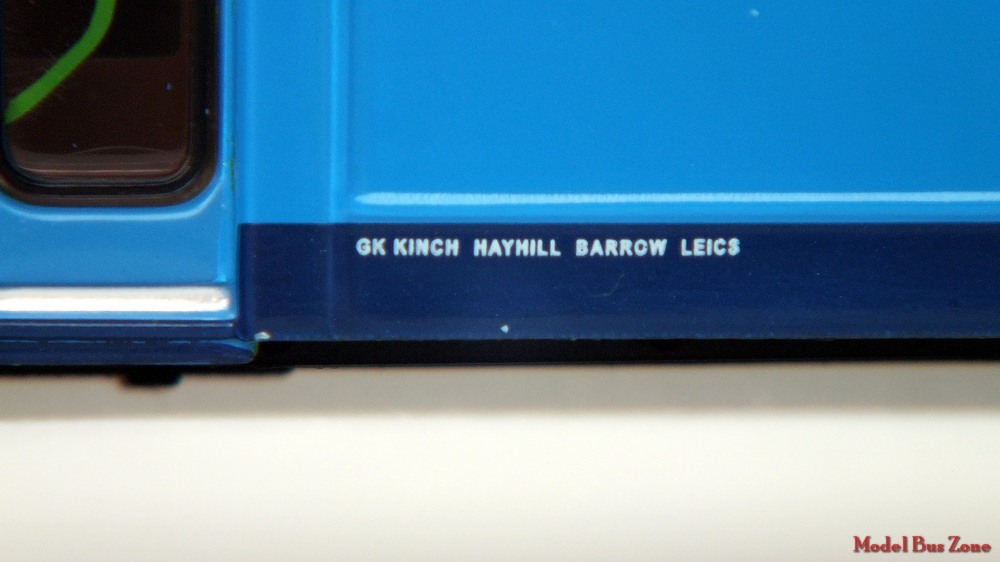 GK KINCH HAYHILL BARROW LEICS
Model Bus Zone